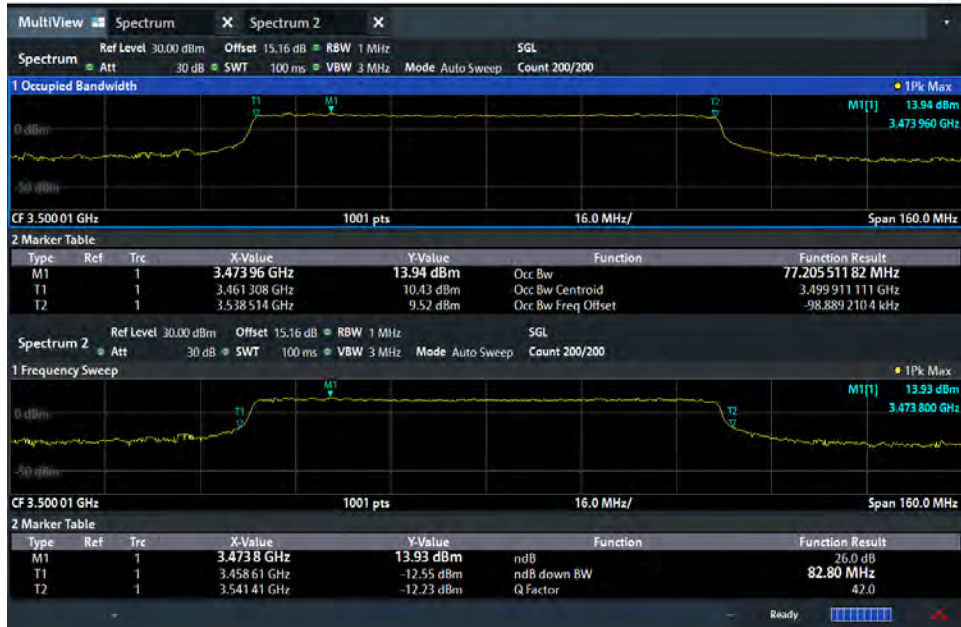 MultiView Spectrum X Spectrum 2 X
Ref Level 30.00 dBm Offset 15.16 dB RBW 1 MHz SGL
Spectrum Att 30 dB SWT 100 ms VBW 3 MHz Mode Auto Sweep Count 200/200
1 Occupied Bandwidth 1Pk Max
T1 M1 T2 M1[1] 13.94 dBm
0 dBm 3.473 960 GHz
-50 dBm
CF 3.500 01 GHz 1001 pts 16.0 MHz/ Span 160.0 MHz
2 Marker Table
Type Ref Trc X-Value Y-Value Function Function Result
M1 1 3.473 96 GHz 13.94 dBm Occ Bw 77.205 511 82 MHz
T1 1 3.461 308 GHz 10.43 dBm Occ Bw Centroid 3.499 911 111 GHz
T2 1 3.538 514 GHz 9.52 dBm Occ Bw Freq Offset -98.889 210 4 kHz
Ref Level 30.00 dBm Offset 15.16 dB RBW 1 MHz SGL
Spectrum 2 Att 30 dB SWT 100 ms VBW 3 MHz Mode Auto Sweep Count 200/200
1 Frequency Sweep 1Pk Max
M1 M1[1] 13.93 dBm
0 dBm T1 T2 3.473 800 GHz
-50 dBm
CF 3.500 01 GHz 1001 pts 16.0 MHz/ Span 160.0 MHz
2 Marker Table
Type Ref Trc X-Value Y-Value Function Function Result
M1 1 3.473 8 GHz 13.93 dBm ndB 26.0 dB
T1 1 3.458 61 GHz -12.55 dBm ndB down BW 82.80 MHz
T2 1 3.541 41 GHz -12.23 dBm Q Factor 42.0
Ready